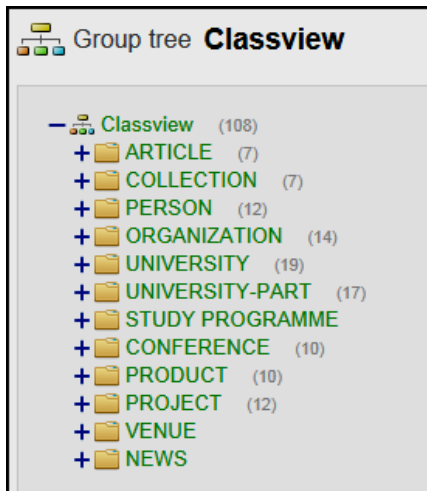 Group tree Classview
Classview (108)
ARTICLE (7)
COLLECTION (7)
PERSON (12)
ORGANIZATION (14)
UNIVERSITY (19)
UNIVERSITY-PART (17)
STUDY PROGRAMME
CONFERENCE (10)
PRODUCT (10)
PROJECT (12)
VENUE
NEWS